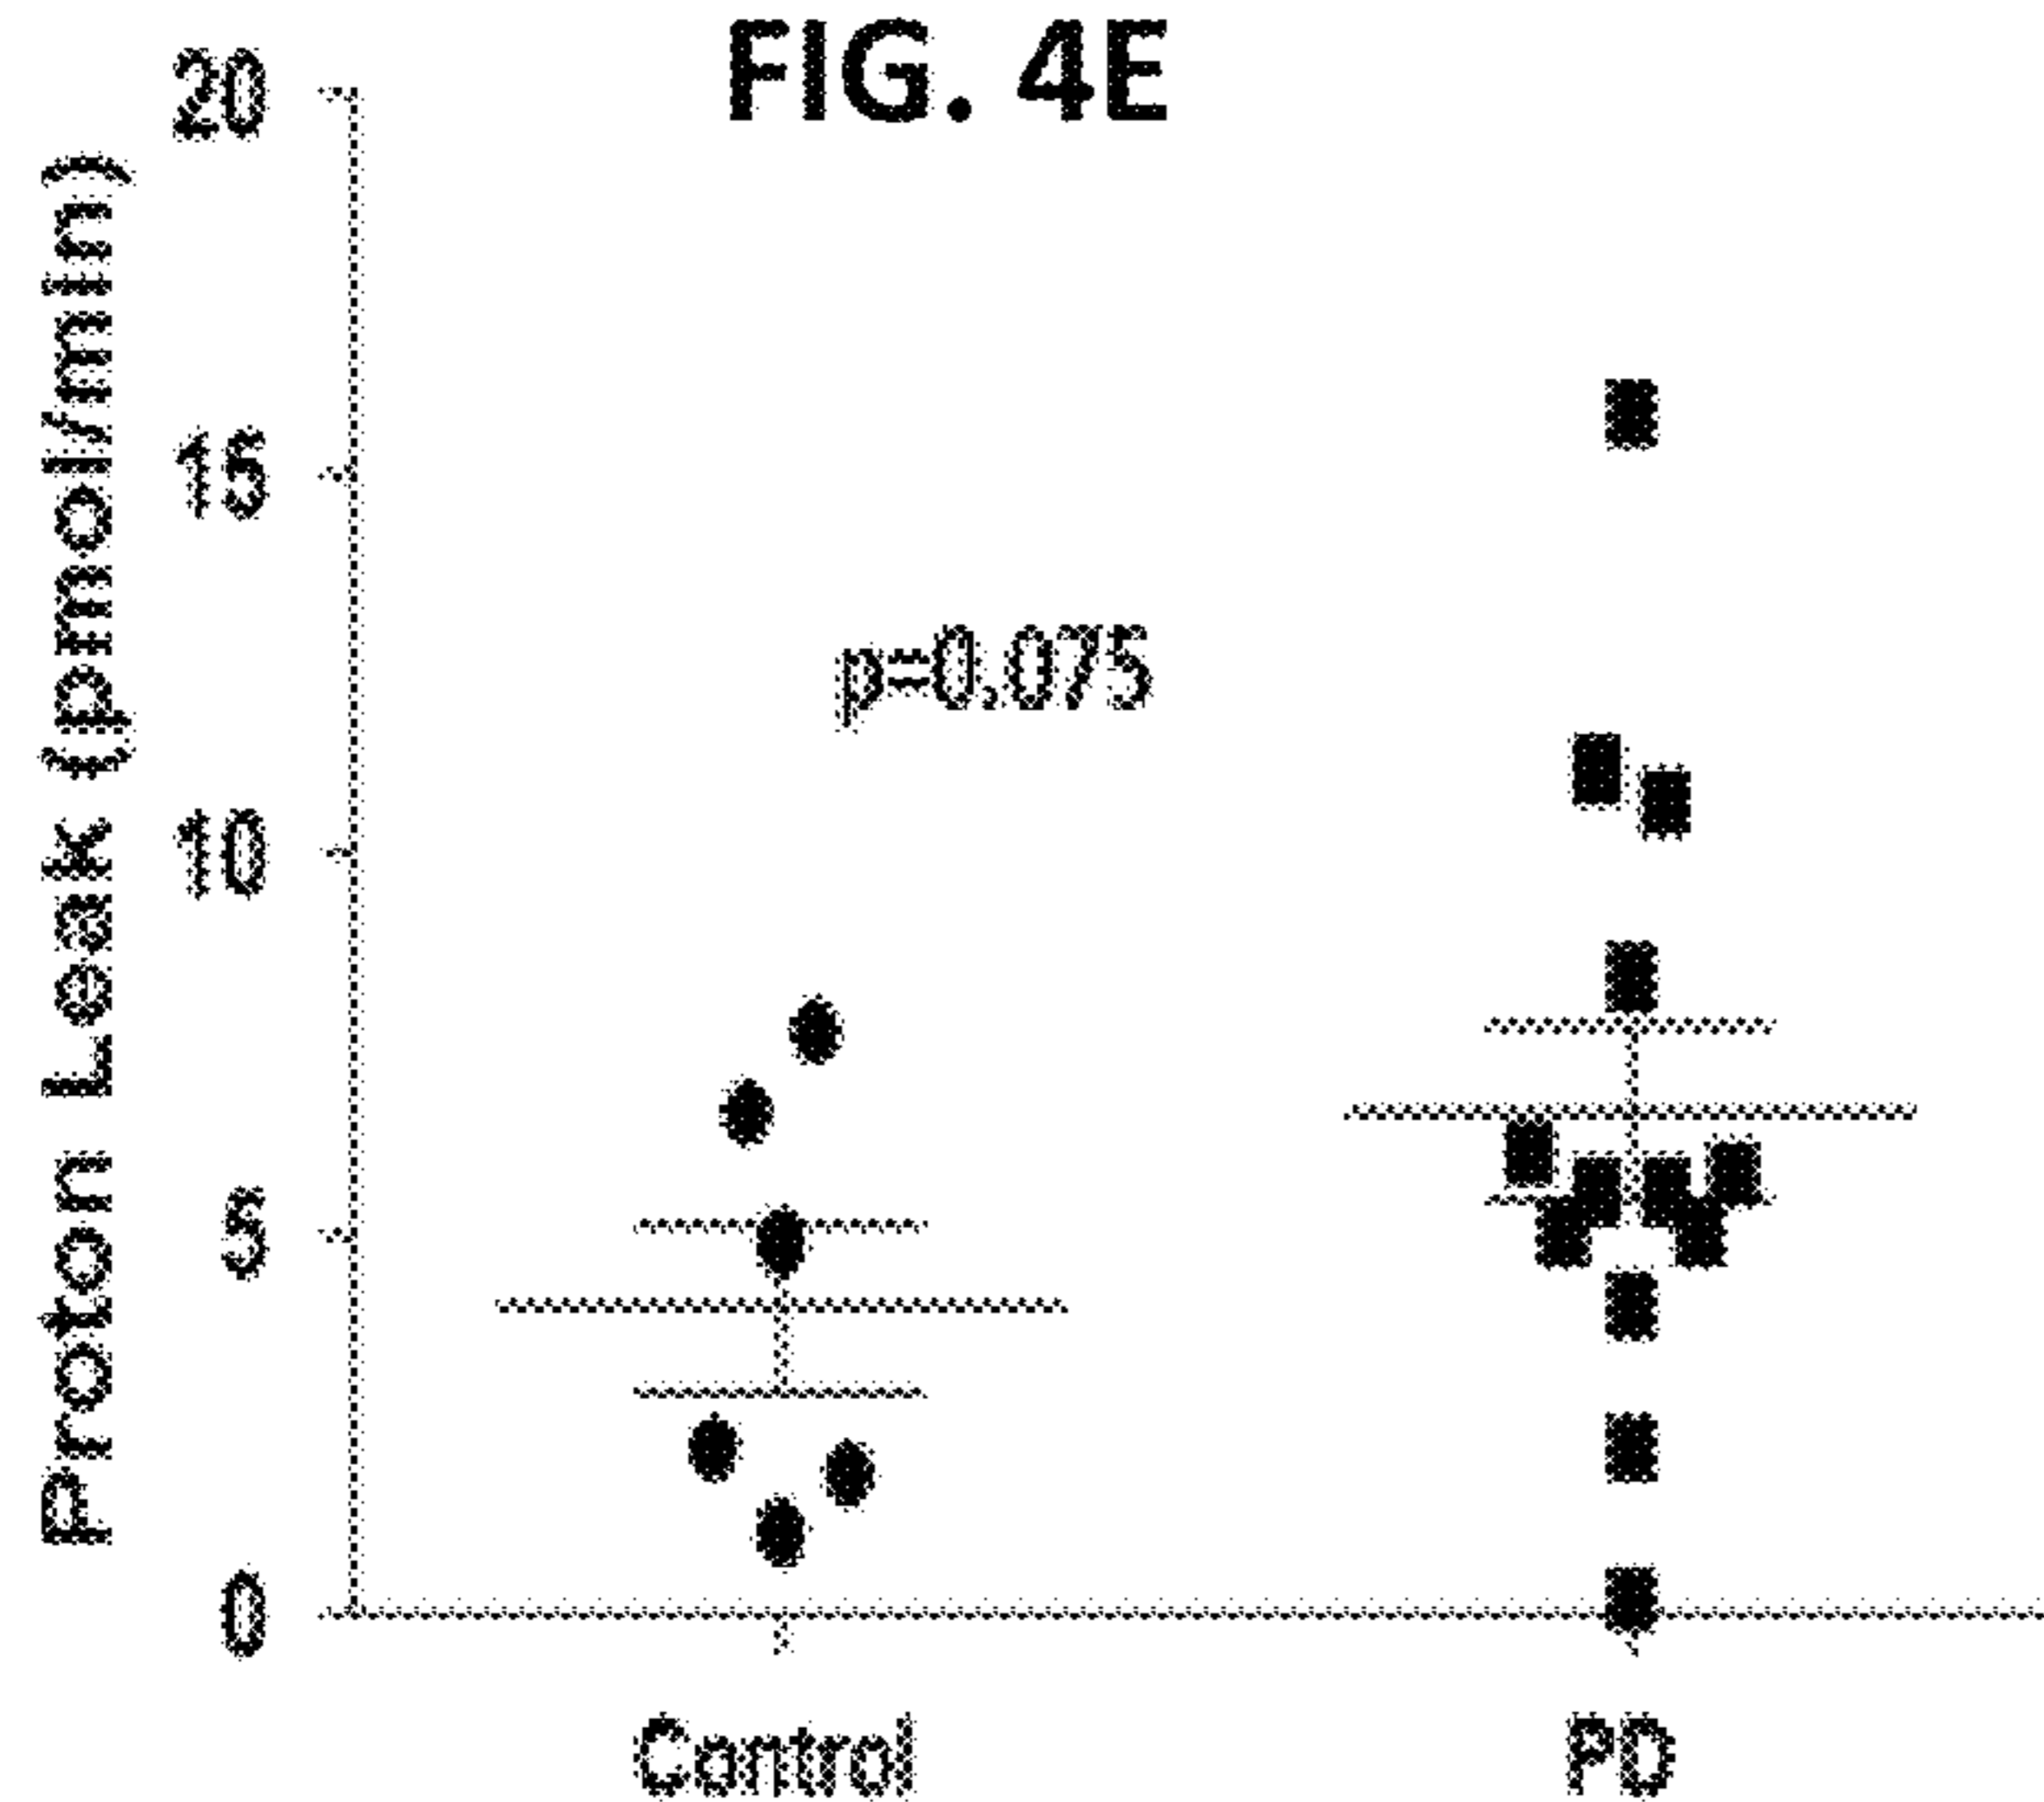 FIG. 4E
Proton Leak (pmol/min)
20
15
10
5
0
p=0.075
Control
PD